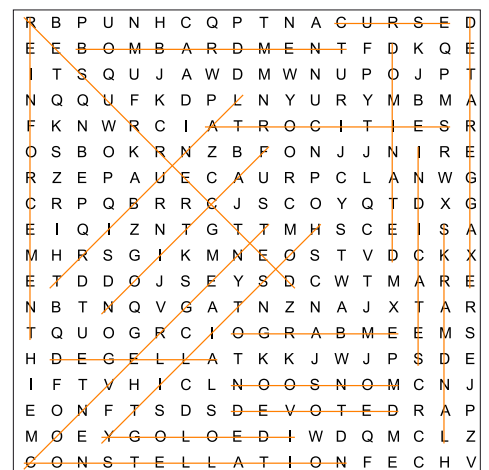 R B P U N H C Q P T N A C U R S E D
E E B O M B A R D M E N T F D K Q E
I T S Q U J A W D M W N U P O J P T
N Q Q U F K D P L N Y U R Y M B M A
F K N W R C I A T R O C I T I E S R
O S B O K R N Z B F O N J J N I R E
R Z E P A U E C A U R P C L A N W G
C R P Q B R R C J S C O Y Q T D X G
E I Q I Z N T G T T M H S C E I S A
M H R S G I K M N E O S T V D C K X
E T D D O J S E Y S D C W T M A R E
N B T N Q V G A T N Z N A J X T A R
T Q U O G R C I O G R A B M E E M S
H D E G E L L A T K K J W J P S D E
I F T V H I C L N O O S N O M C N J
E O N F T S D S D E V O T E D R A P
M O E Y G O L O E D I W D Q M C L Z
C O N S T E L L A T I O N F E C H V